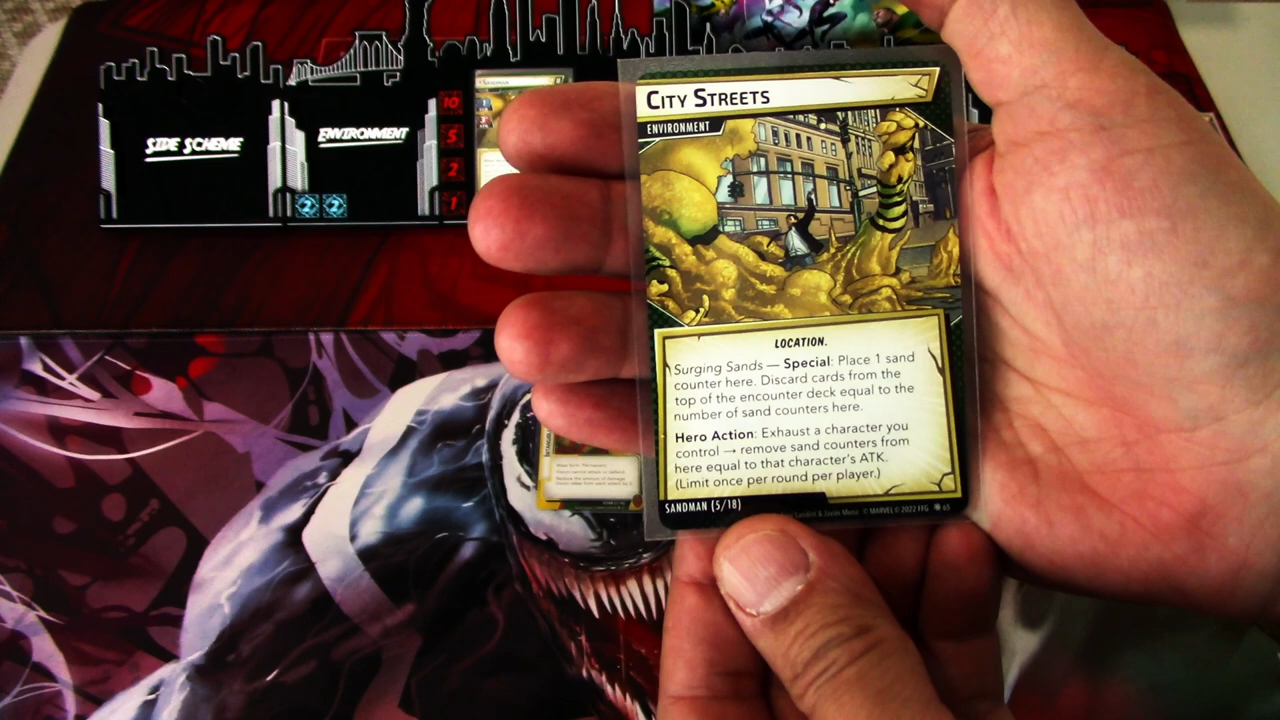 SIDE SCHEME
ENVIRONMENT
10
5
2
1
2
2
SANDMAN
CITY STREETS
ENVIRONMENT
LOCATION.
Surging Sands — Special: Place 1 sand
counter here. Discard cards from the
top of the encounter deck equal to the
number of sand counters here.
Hero Action: Exhaust a character you
control → remove sand counters from
here equal to that character's ATK.
(Limit once per round per player.)
SANDMAN (5/18)
© MARVEL © 2022 FFG 65